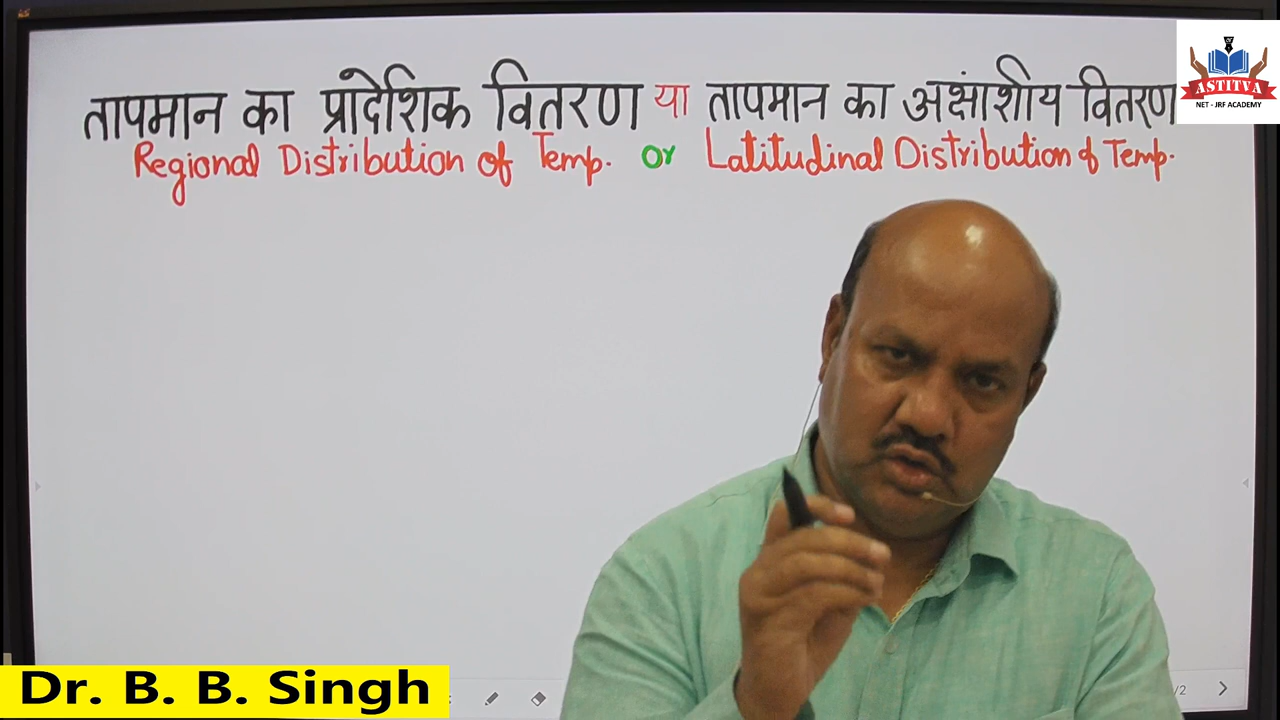 तापमान का प्रादेशिक वितरण या तापमान का अक्षांशीय वितरण
Regional Distribution of Temp. or Latitudinal Distribution of Temp.
ASTITVA
NET - JRF ACADEMY
Dr. B. B. Singh
/2